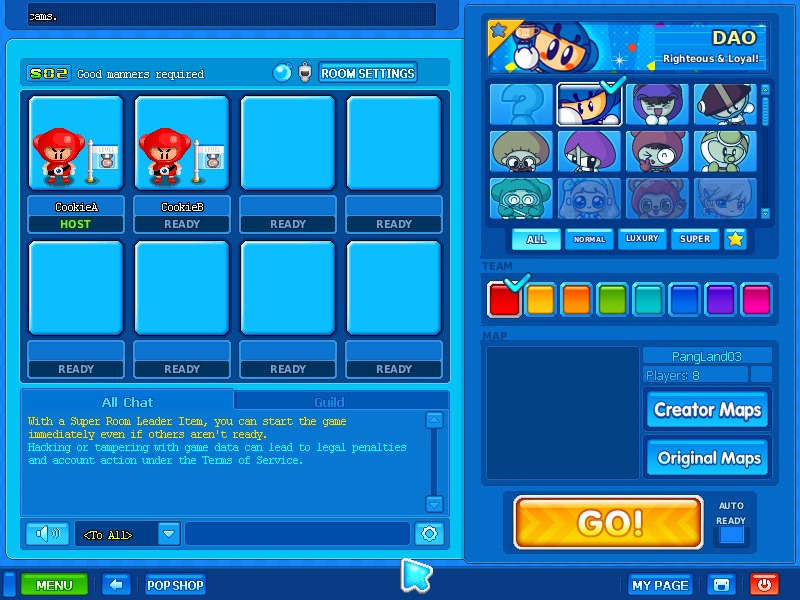 cams.
S02 Good manners required
ROOM SETTINGS
LEVEL
LEVEL
CookieA
CookieB
HOST
READY
READY
READY
READY
READY
READY
READY
All Chat
Guild
With a Super Room Leader Item, you can start the game
immediately even if others aren't ready.
Hacking or tampering with game data can lead to legal penalties
and account action under the Terms of Service.
<To All>
DAO
Righteous & Loyal!
ALL
NORMAL
LUXURY
SUPER
TEAM
MAP
PangLand03
Players: 8
Creator Maps
Original Maps
GO!
AUTO
READY
MENU
POP SHOP
MY PAGE